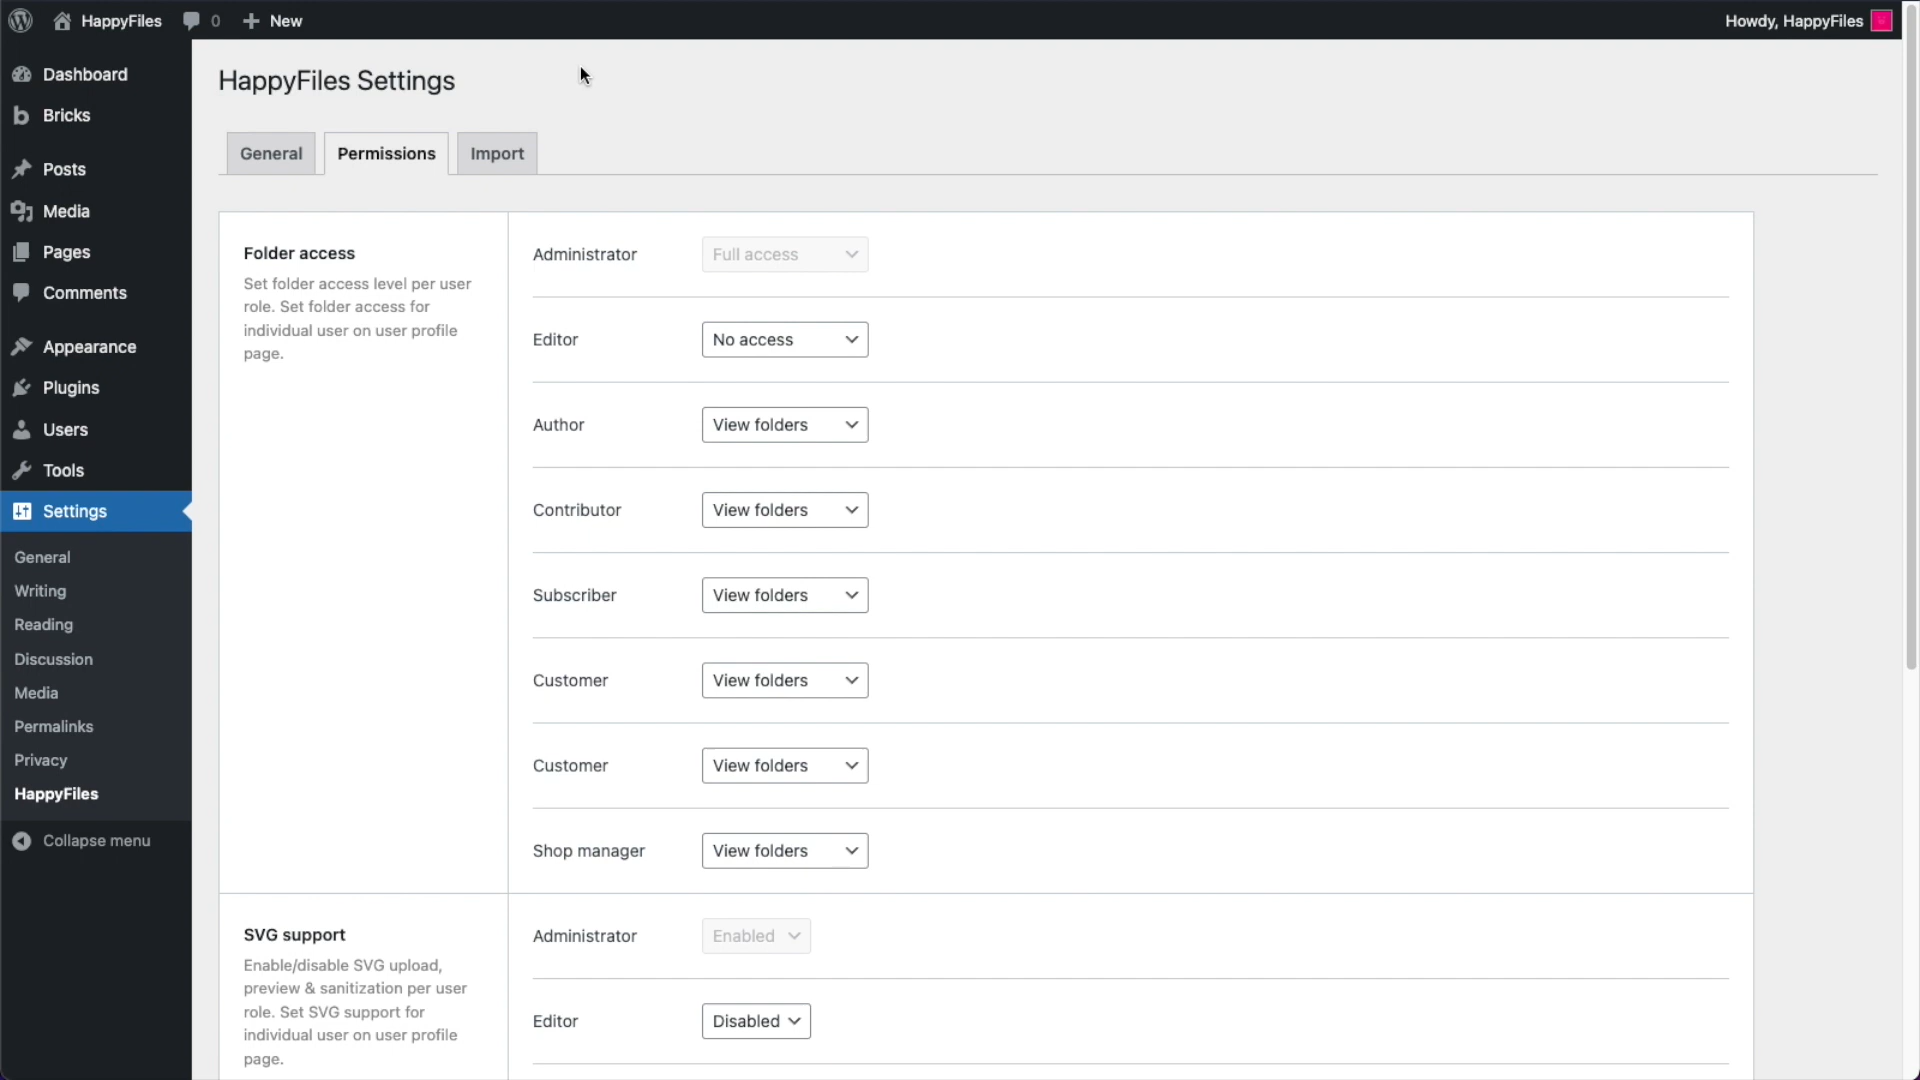 HappyFiles 0 New Howdy, HappyFiles
Dashboard
Bricks
Posts
Media
Pages
Comments
Appearance
Plugins
Users
Tools
Settings
General
Writing
Reading
Discussion
Media
Permalinks
Privacy
HappyFiles
Collapse menu
HappyFiles Settings
General Permissions Import
Folder access
Set folder access level per user
role. Set folder access for
individual user on user profile
page.
Administrator Full access
Editor No access
Author View folders
Contributor View folders
Subscriber View folders
Customer View folders
Customer View folders
Shop manager View folders
SVG support
Enable/disable SVG upload,
preview & sanitization per user
role. Set SVG support for
individual user on user profile
page.
Administrator Enabled
Editor Disabled